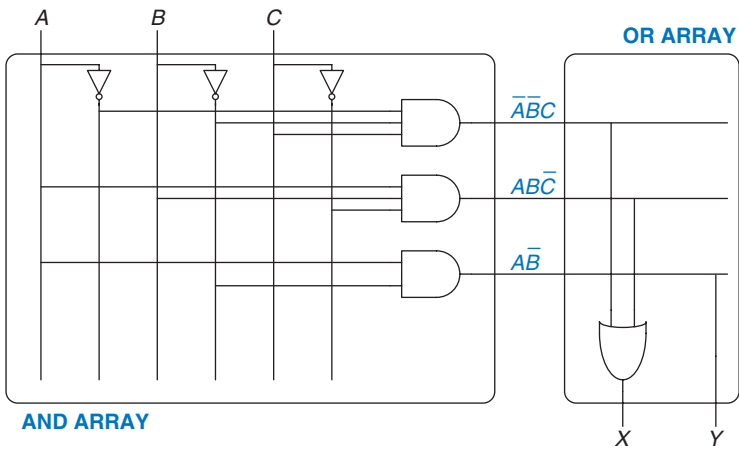 A B C
OR ARRAY
A̅B̅C
ABC̅
AB̅
AND ARRAY
X Y